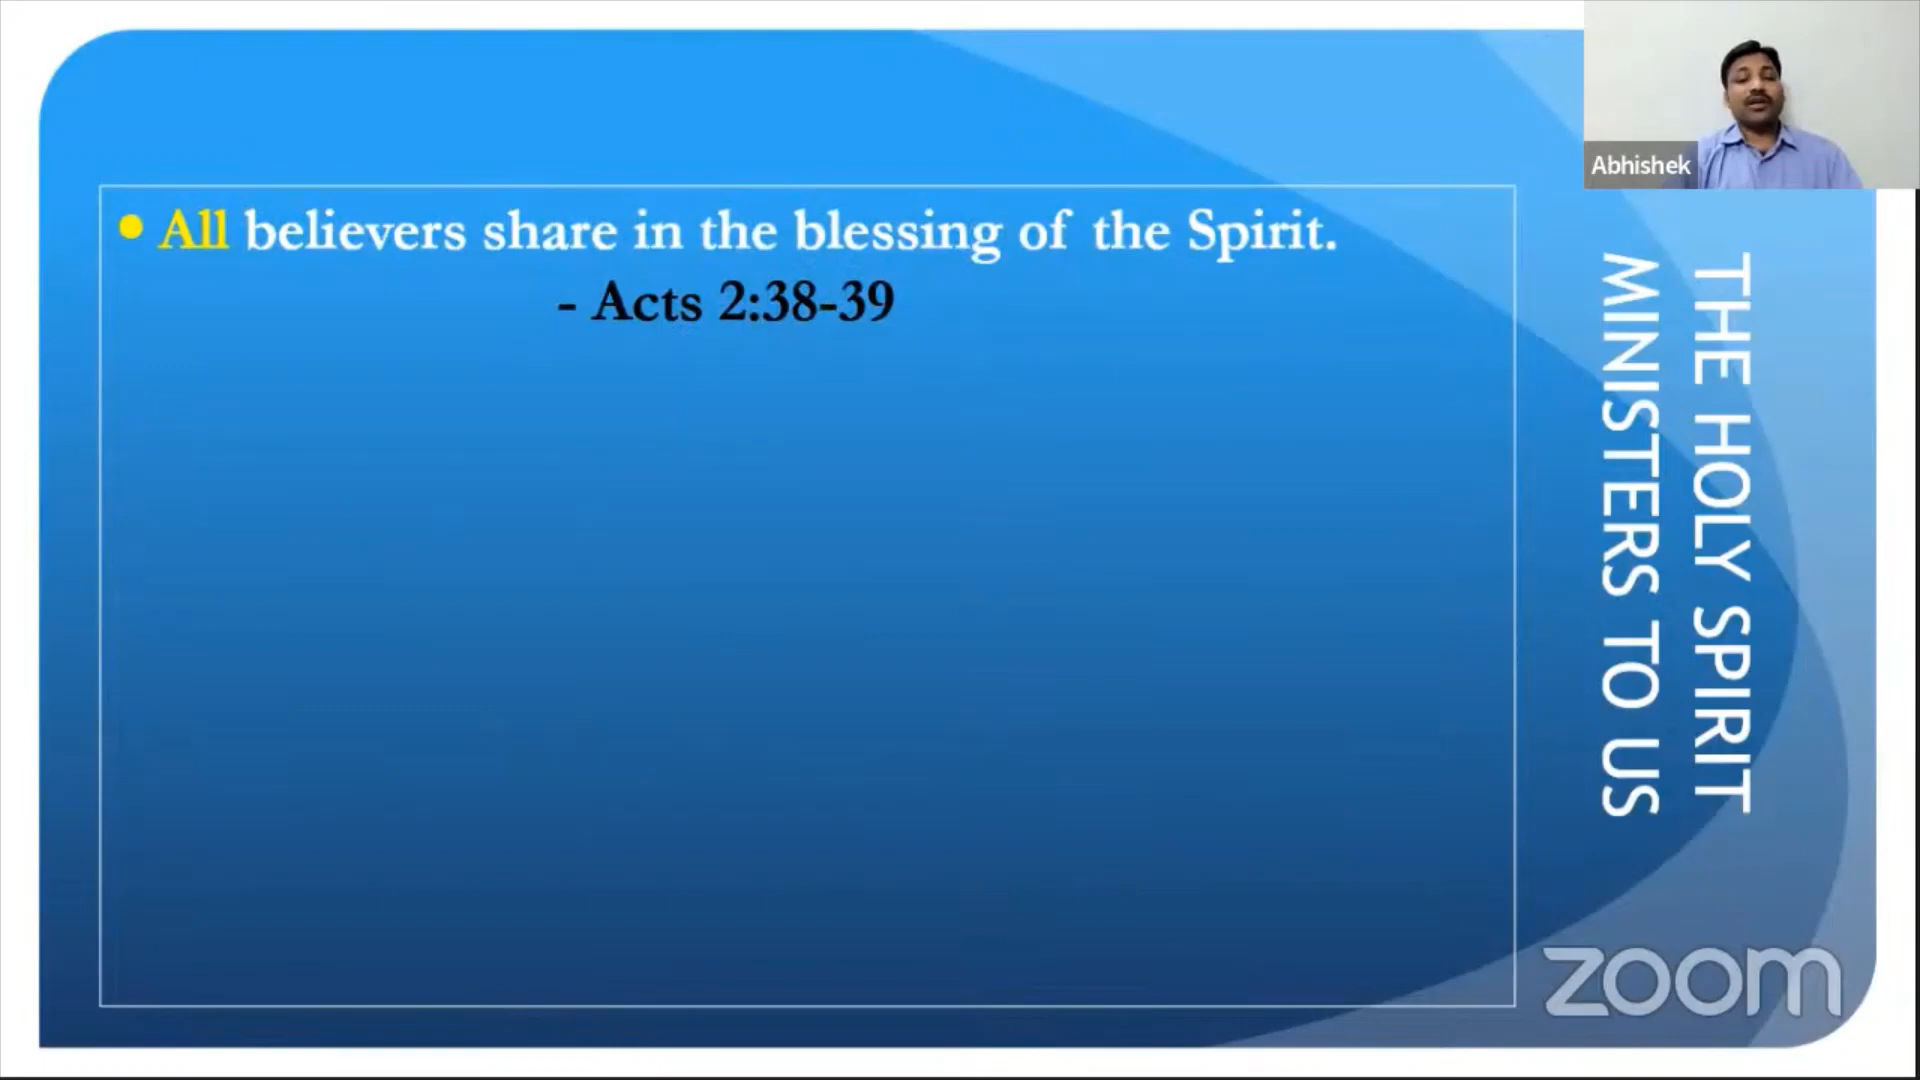 Abhishek
• All believers share in the blessing of the Spirit.
- Acts 2:38-39
THE HOLY SPIRIT
MINISTERS TO US
zoom